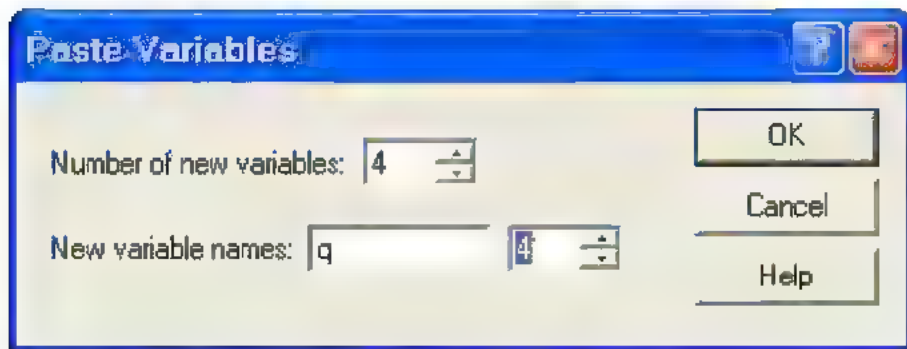 Paste Variables
Number of new variables: 4
OK
Cancel
New variable names: q 4
Help